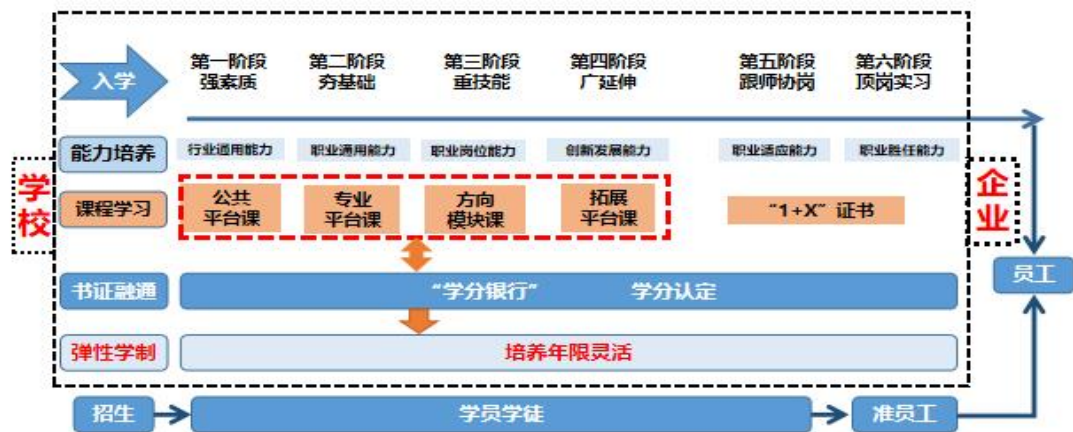 第一阶段
强素质
第二阶段
夯基础
第三阶段
重技能
第四阶段
广延伸
第五阶段
跟师协岗
第六阶段
顶岗实习
入学
能力培养
行业通用能力
职业通用能力
职业岗位能力
创新发展能力
职业适应能力
职业胜任能力
学校
企业
课程学习
公共
平台课
专业
平台课
方向
模块课
拓展
平台课
“1+X”证书
员工
书证融通
“学分银行” 学分认定
弹性学制
培养年限灵活
招生
学员学徒
准员工